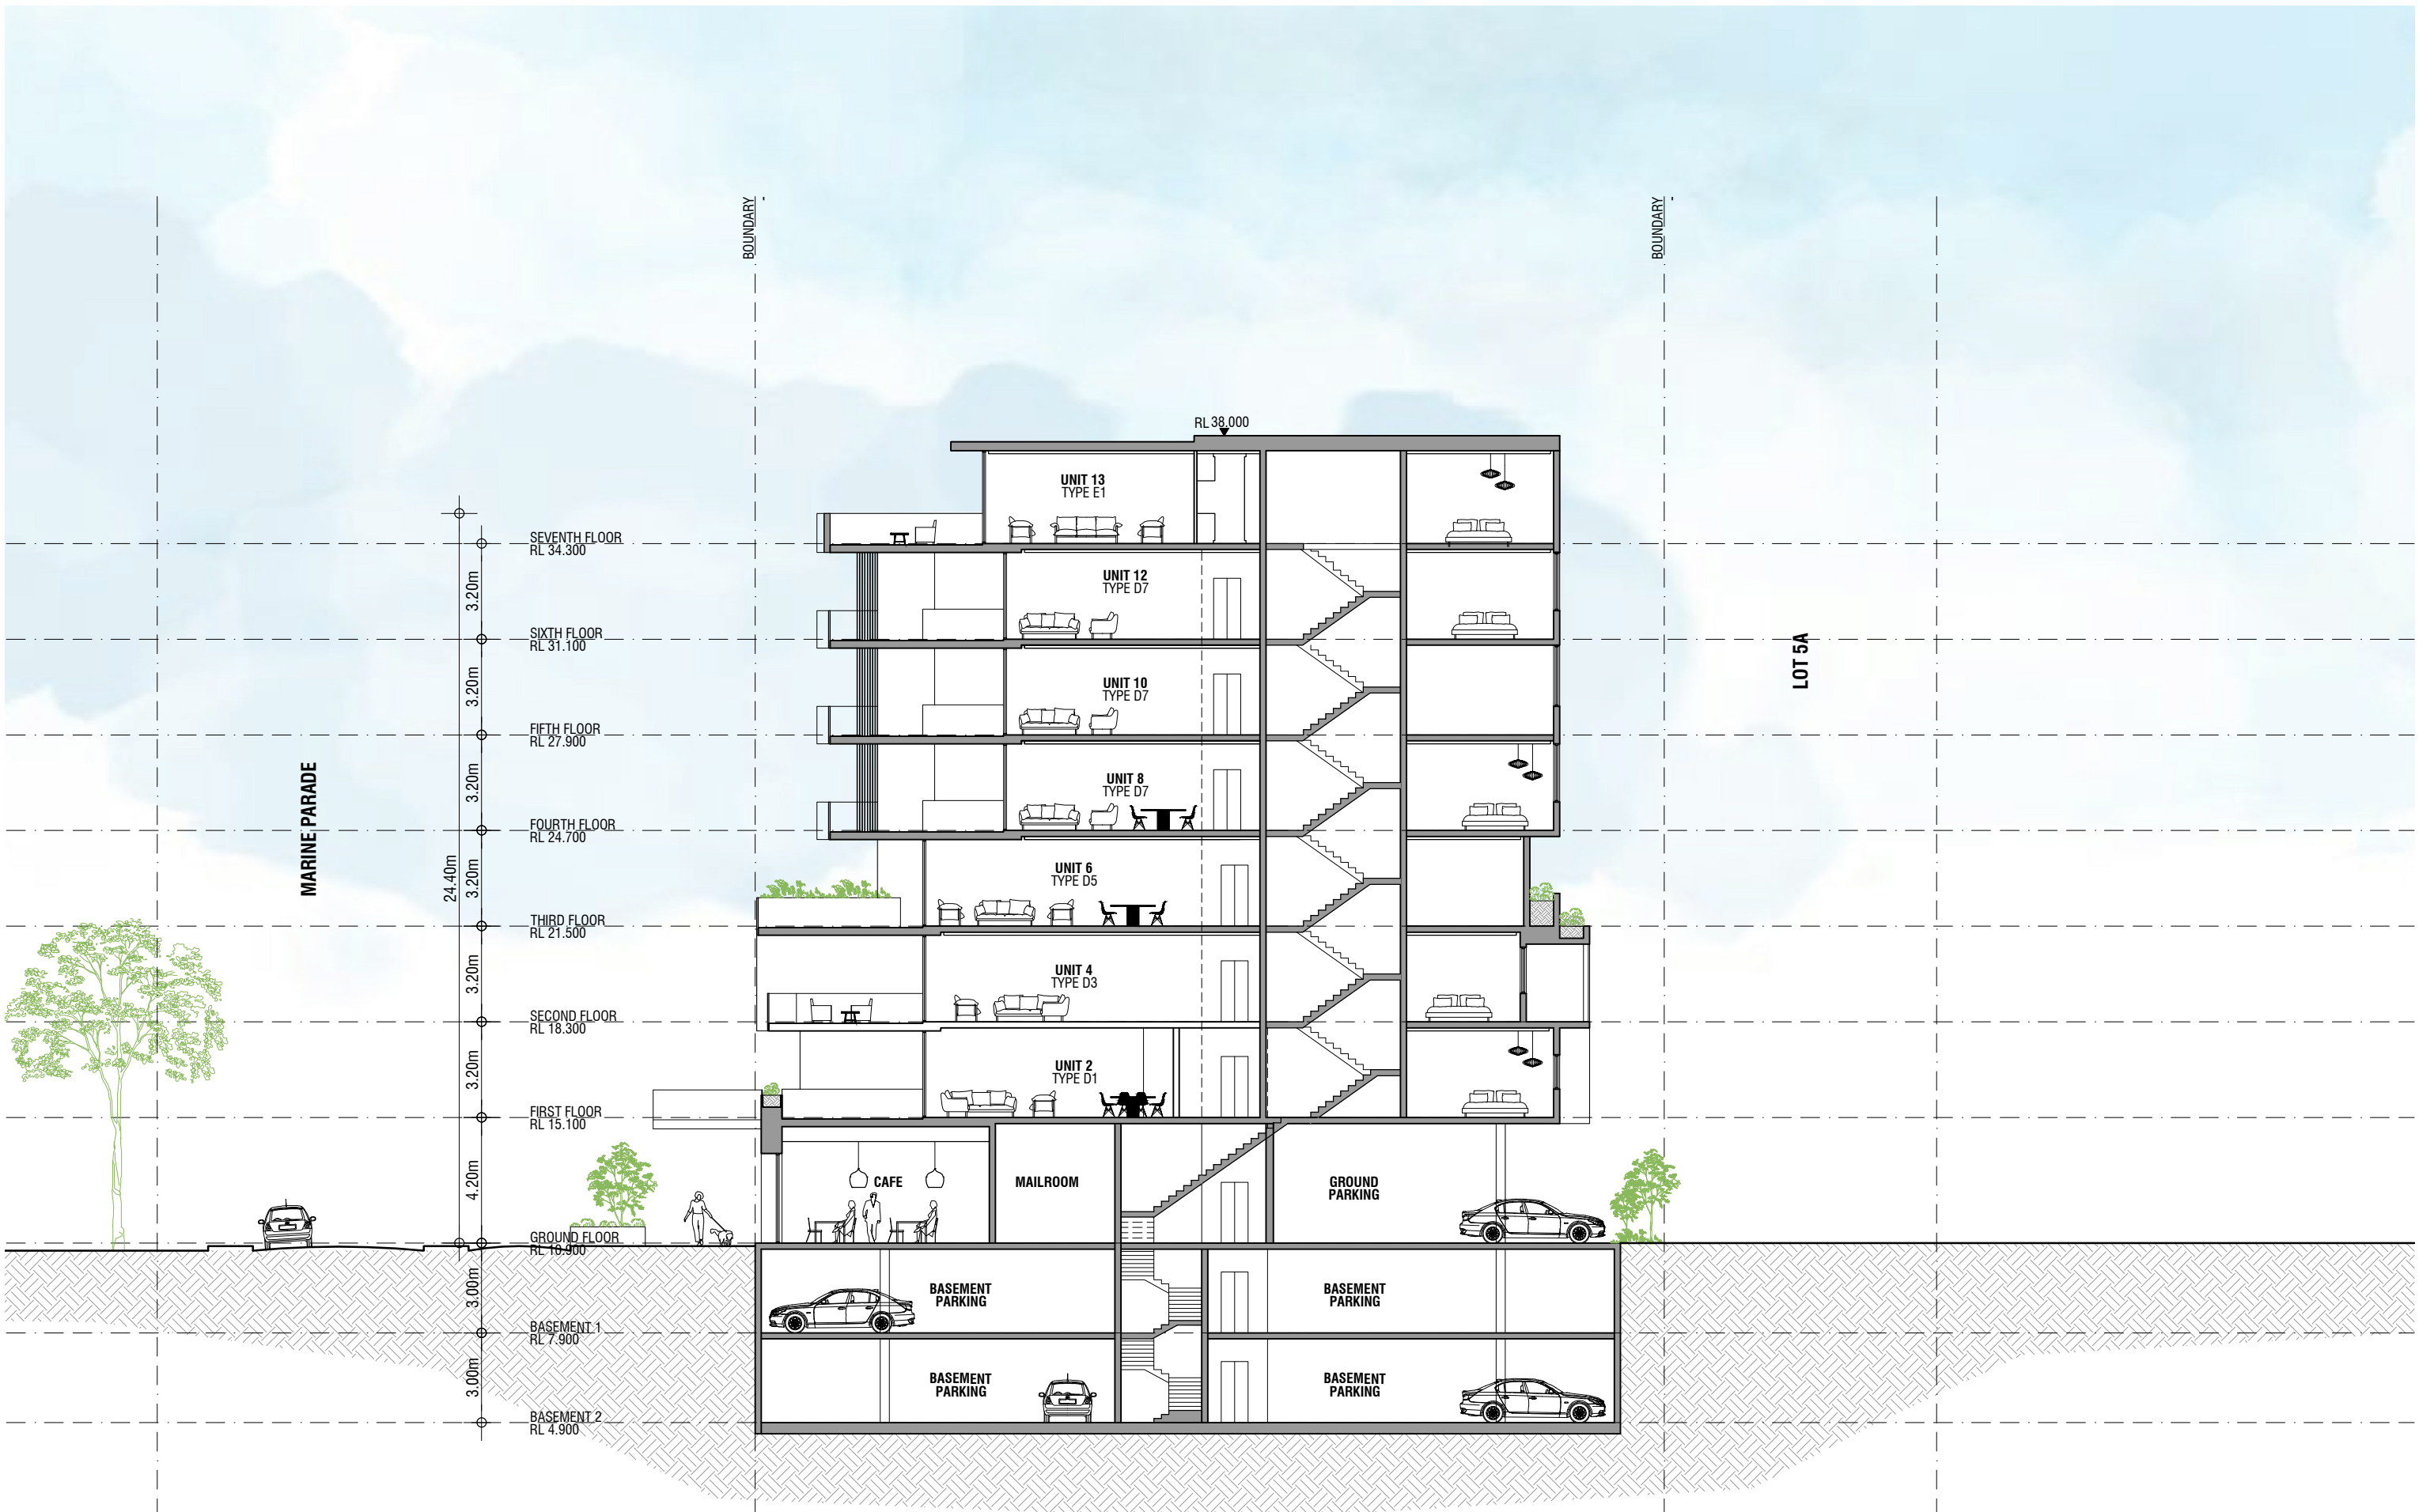 BOUNDARY
BOUNDARY
RL 38.000
UNIT 13
TYPE E1
SEVENTH FLOOR
RL 34.300
3.20m
UNIT 12
TYPE D7
SIXTH FLOOR
RL 31.100
LOT 5A
3.20m
UNIT 10
TYPE D7
FIFTH FLOOR
RL 27.900
MARINE PARADE
3.20m
UNIT 8
TYPE D7
FOURTH FLOOR
RL 24.700
24.40m
3.20m
UNIT 6
TYPE D5
THIRD FLOOR
RL 21.500
3.20m
UNIT 4
TYPE D3
SECOND FLOOR
RL 18.300
3.20m
UNIT 2
TYPE D1
FIRST FLOOR
RL 15.100
4.20m
CAFE
MAILROOM
GROUND
PARKING
GROUND FLOOR
RL 10.900
3.00m
BASEMENT
PARKING
BASEMENT
PARKING
BASEMENT 1
RL 7.900
3.00m
BASEMENT
PARKING
BASEMENT
PARKING
BASEMENT 2
RL 4.900